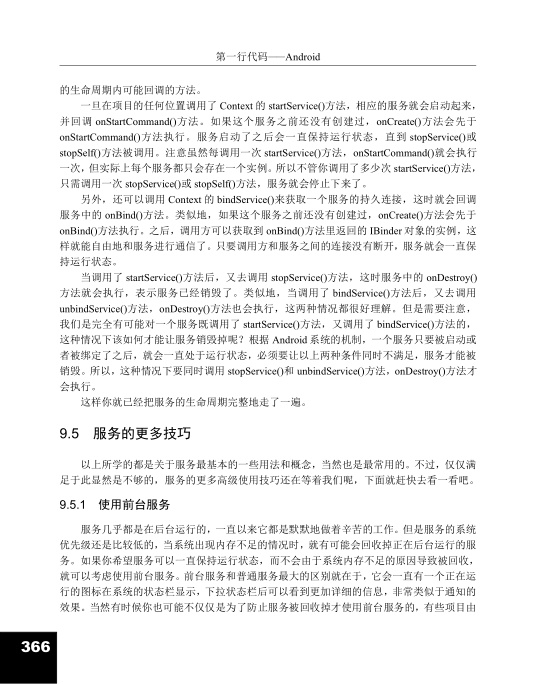 第一行代码——Android
的生命周期内可能回调的方法。
一旦在项目的任何位置调用了 Context 的 startService()方法，相应的服务就会启动起来，
并回调 onStartCommand()方法。如果这个服务之前还没有创建过，onCreate()方法会先于
onStartCommand()方法执行。服务启动了之后会一直保持运行状态，直到 stopService()或
stopSelf()方法被调用。注意虽然每调用一次 startService()方法，onStartCommand()就会执行
一次，但实际上每个服务都只会存在一个实例。所以不管你调用了多少次 startService()方法，
只需调用一次 stopService()或 stopSelf()方法，服务就会停止下来了。
另外，还可以调用 Context 的 bindService()来获取一个服务的持久连接，这时就会回调
服务中的 onBind()方法。类似地，如果这个服务之前还没有创建过，onCreate()方法会先于
onBind()方法执行。之后，调用方可以获取到 onBind()方法里返回的 IBinder 对象的实例，这
样就能自由地和服务进行通信了。只要调用方和服务之间的连接没有断开，服务就会一直保
持运行状态。
当调用了 startService()方法后，又去调用 stopService()方法，这时服务中的 onDestroy()
方法就会执行，表示服务已经销毁了。类似地，当调用了 bindService()方法后，又去调用
unbindService()方法，onDestroy()方法也会执行，这两种情况都很好理解。但是需要注意，
我们是完全有可能对一个服务既调用了 startService()方法，又调用了 bindService()方法的，
这种情况下该如何才能让服务销毁掉呢？根据 Android 系统的机制，一个服务只要被启动或
者被绑定了之后，就会一直处于运行状态，必须要让以上两种条件同时不满足，服务才能被
销毁。所以，这种情况下要同时调用 stopService()和 unbindService()方法，onDestroy()方法才
会执行。
这样你就已经把服务的生命周期完整地走了一遍。
9.5 服务的更多技巧
以上所学的都是关于服务最基本的一些用法和概念，当然也是最常用的。不过，仅仅满
足于此显然是不够的，服务的更多高级使用技巧还在等着我们呢，下面就赶快去看一看吧。
9.5.1 使用前台服务
服务几乎都是在后台运行的，一直以来它都是默默地做着辛苦的工作。但是服务的系统
优先级还是比较低的，当系统出现内存不足的情况时，就有可能会回收掉正在后台运行的服
务。如果你希望服务可以一直保持运行状态，而不会由于系统内存不足的原因导致被回收，
就可以考虑使用前台服务。前台服务和普通服务最大的区别就在于，它会一直有一个正在运
行的图标在系统的状态栏显示，下拉状态栏后可以看到更加详细的信息，非常类似于通知的
效果。当然有时候你也可能不仅仅是为了防止服务被回收掉才使用前台服务的，有些项目由
366